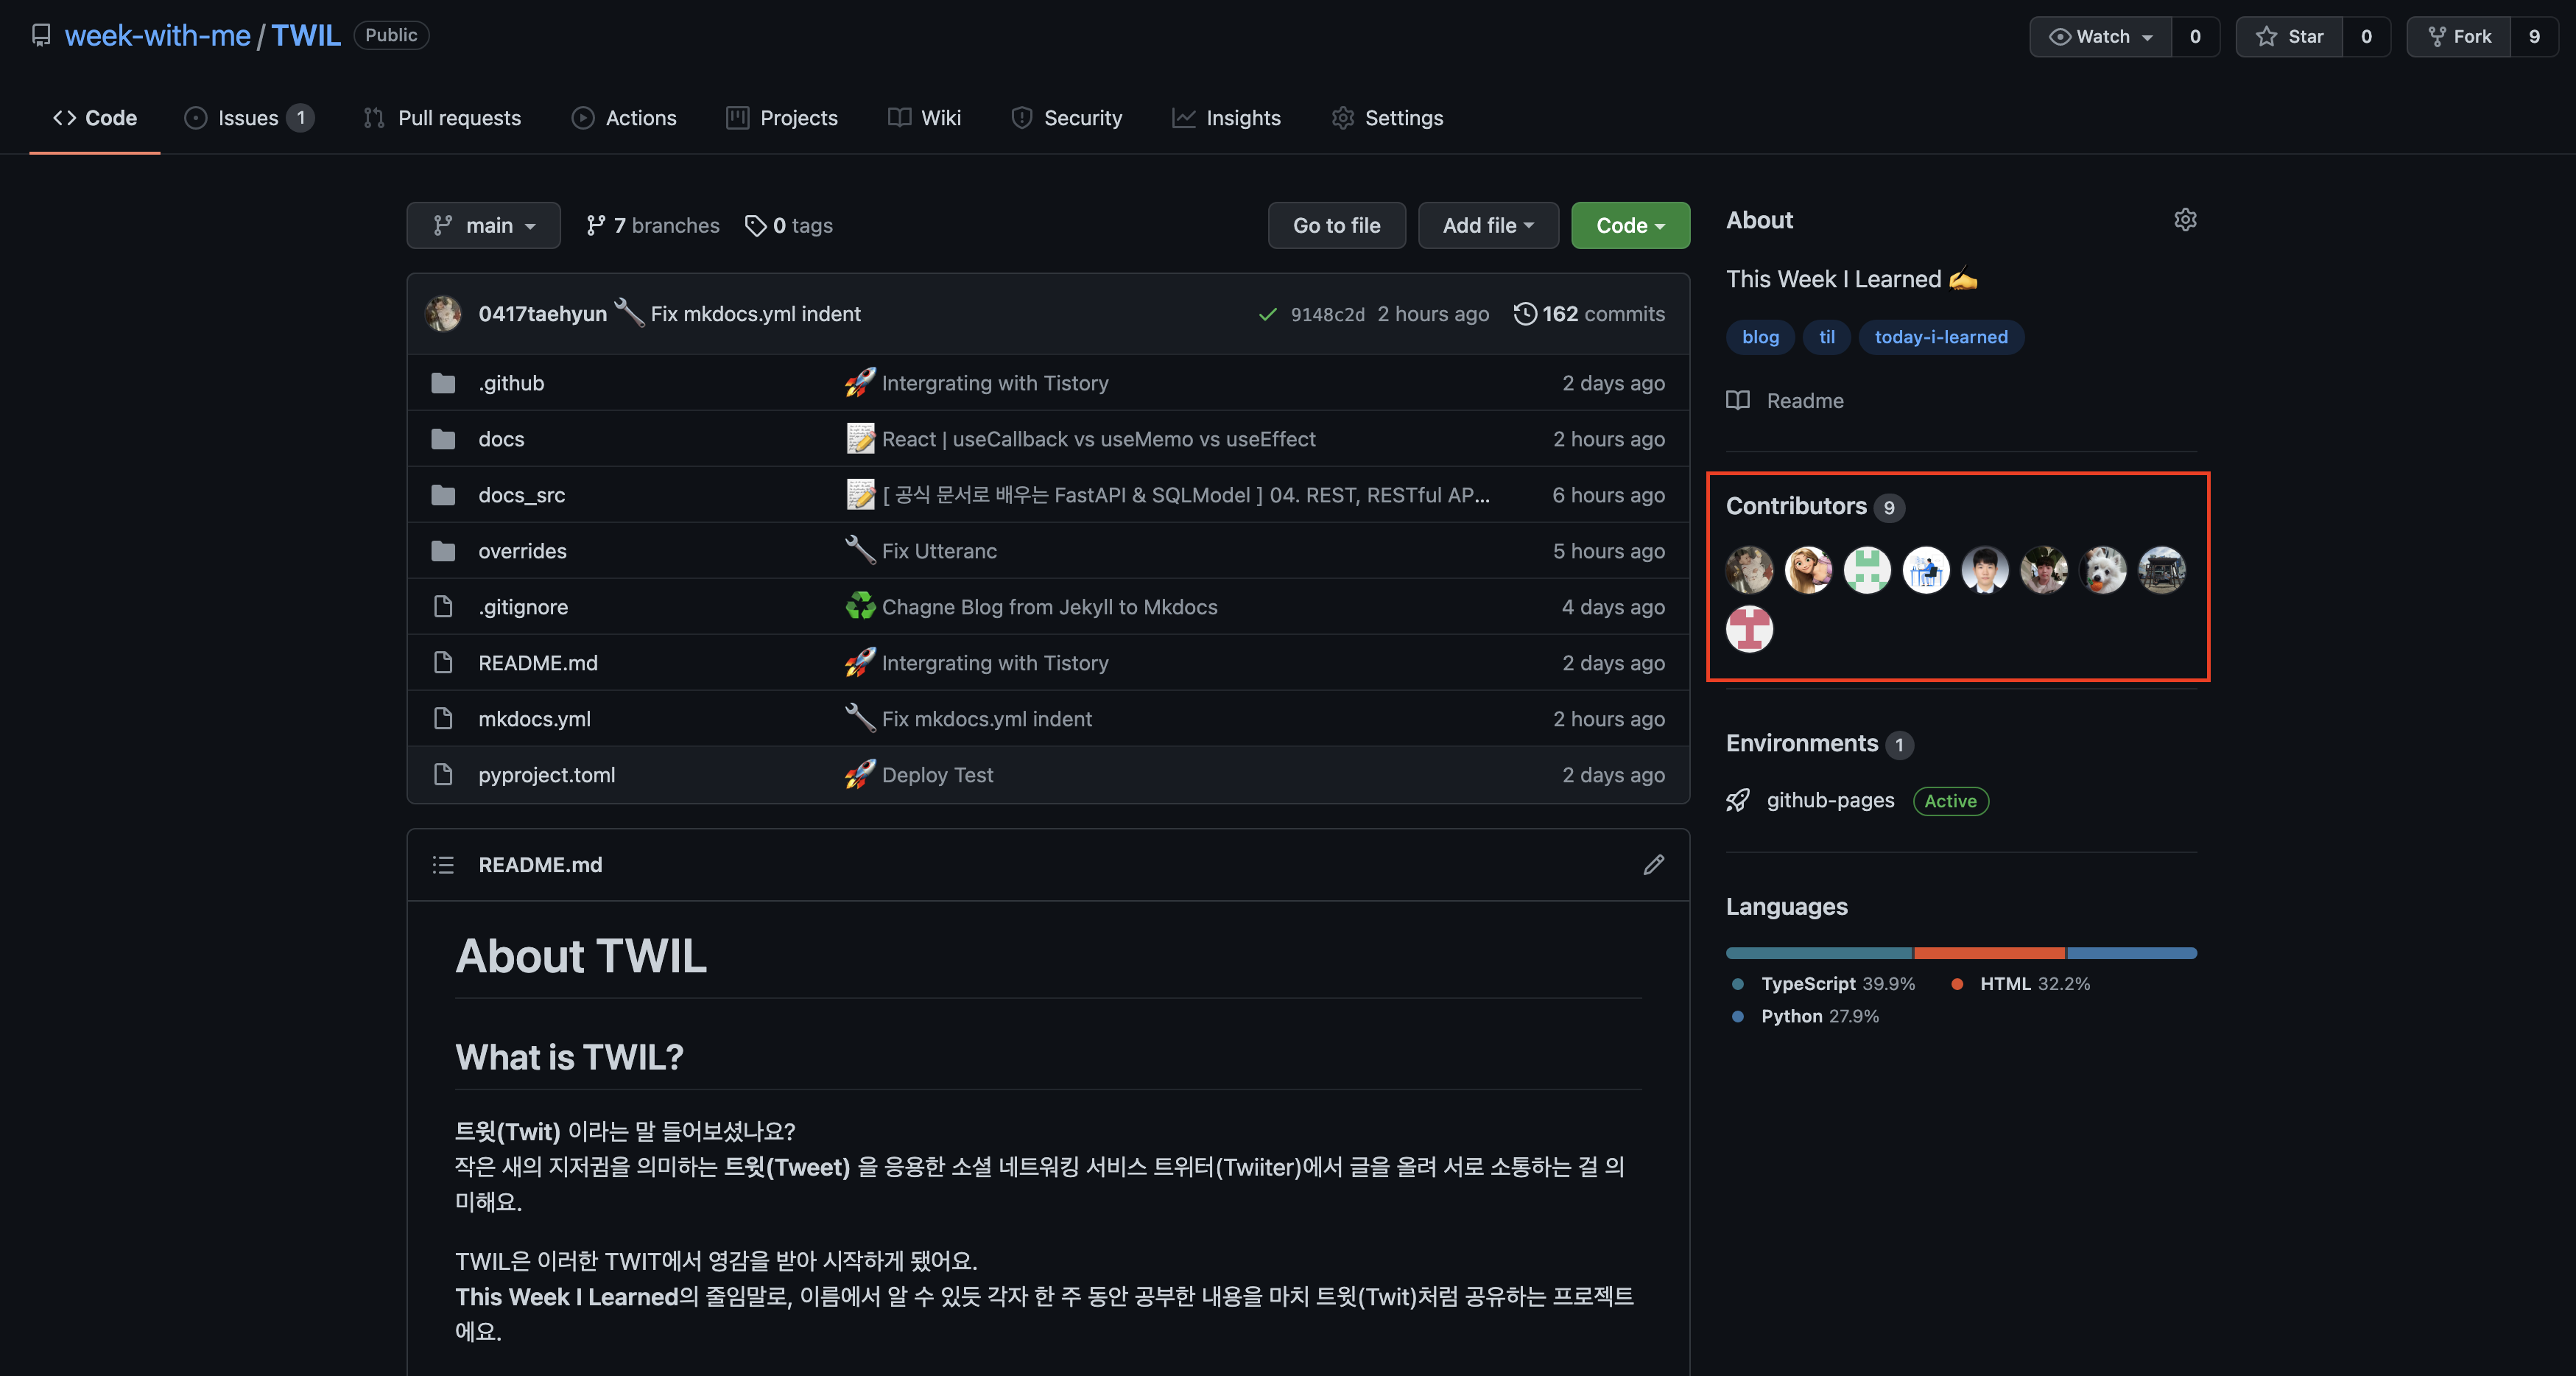 week-with-me / TWIL Public
Watch 0 Star 0 Fork 9
Code Issues 1 Pull requests Actions Projects Wiki Security Insights Settings
main 7 branches 0 tags Go to file Add file Code
0417taehyun Fix mkdocs.yml indent 9148c2d 2 hours ago 162 commits
.github Intergrating with Tistory 2 days ago
docs React | useCallback vs useMemo vs useEffect 2 hours ago
docs_src [ 공식 문서로 배우는 FastAPI & SQLModel ] 04. REST, RESTful AP... 6 hours ago
overrides Fix Utteranc 5 hours ago
.gitignore Chagne Blog from Jekyll to Mkdocs 4 days ago
README.md Intergrating with Tistory 2 days ago
mkdocs.yml Fix mkdocs.yml indent 2 hours ago
pyproject.toml Deploy Test 2 days ago
README.md
About TWIL
What is TWIL?
트윗(Twit) 이라는 말 들어보셨나요?
작은 새의 지저귐을 의미하는 트윗(Tweet) 을 응용한 소셜 네트워킹 서비스 트위터(Twiiter)에서 글을 올려 서로 소통하는 걸 의
미해요.
TWIL은 이러한 TWIT에서 영감을 받아 시작하게 됐어요.
This Week I Learned의 줄임말로, 이름에서 알 수 있듯 각자 한 주 동안 공부한 내용을 마치 트윗(Twit)처럼 공유하는 프로젝트
에요.
About
This Week I Learned ✍️
blog til today-i-learned
Readme
Contributors 9
Environments 1
github-pages Active
Languages
TypeScript 39.9% HTML 32.2%
Python 27.9%